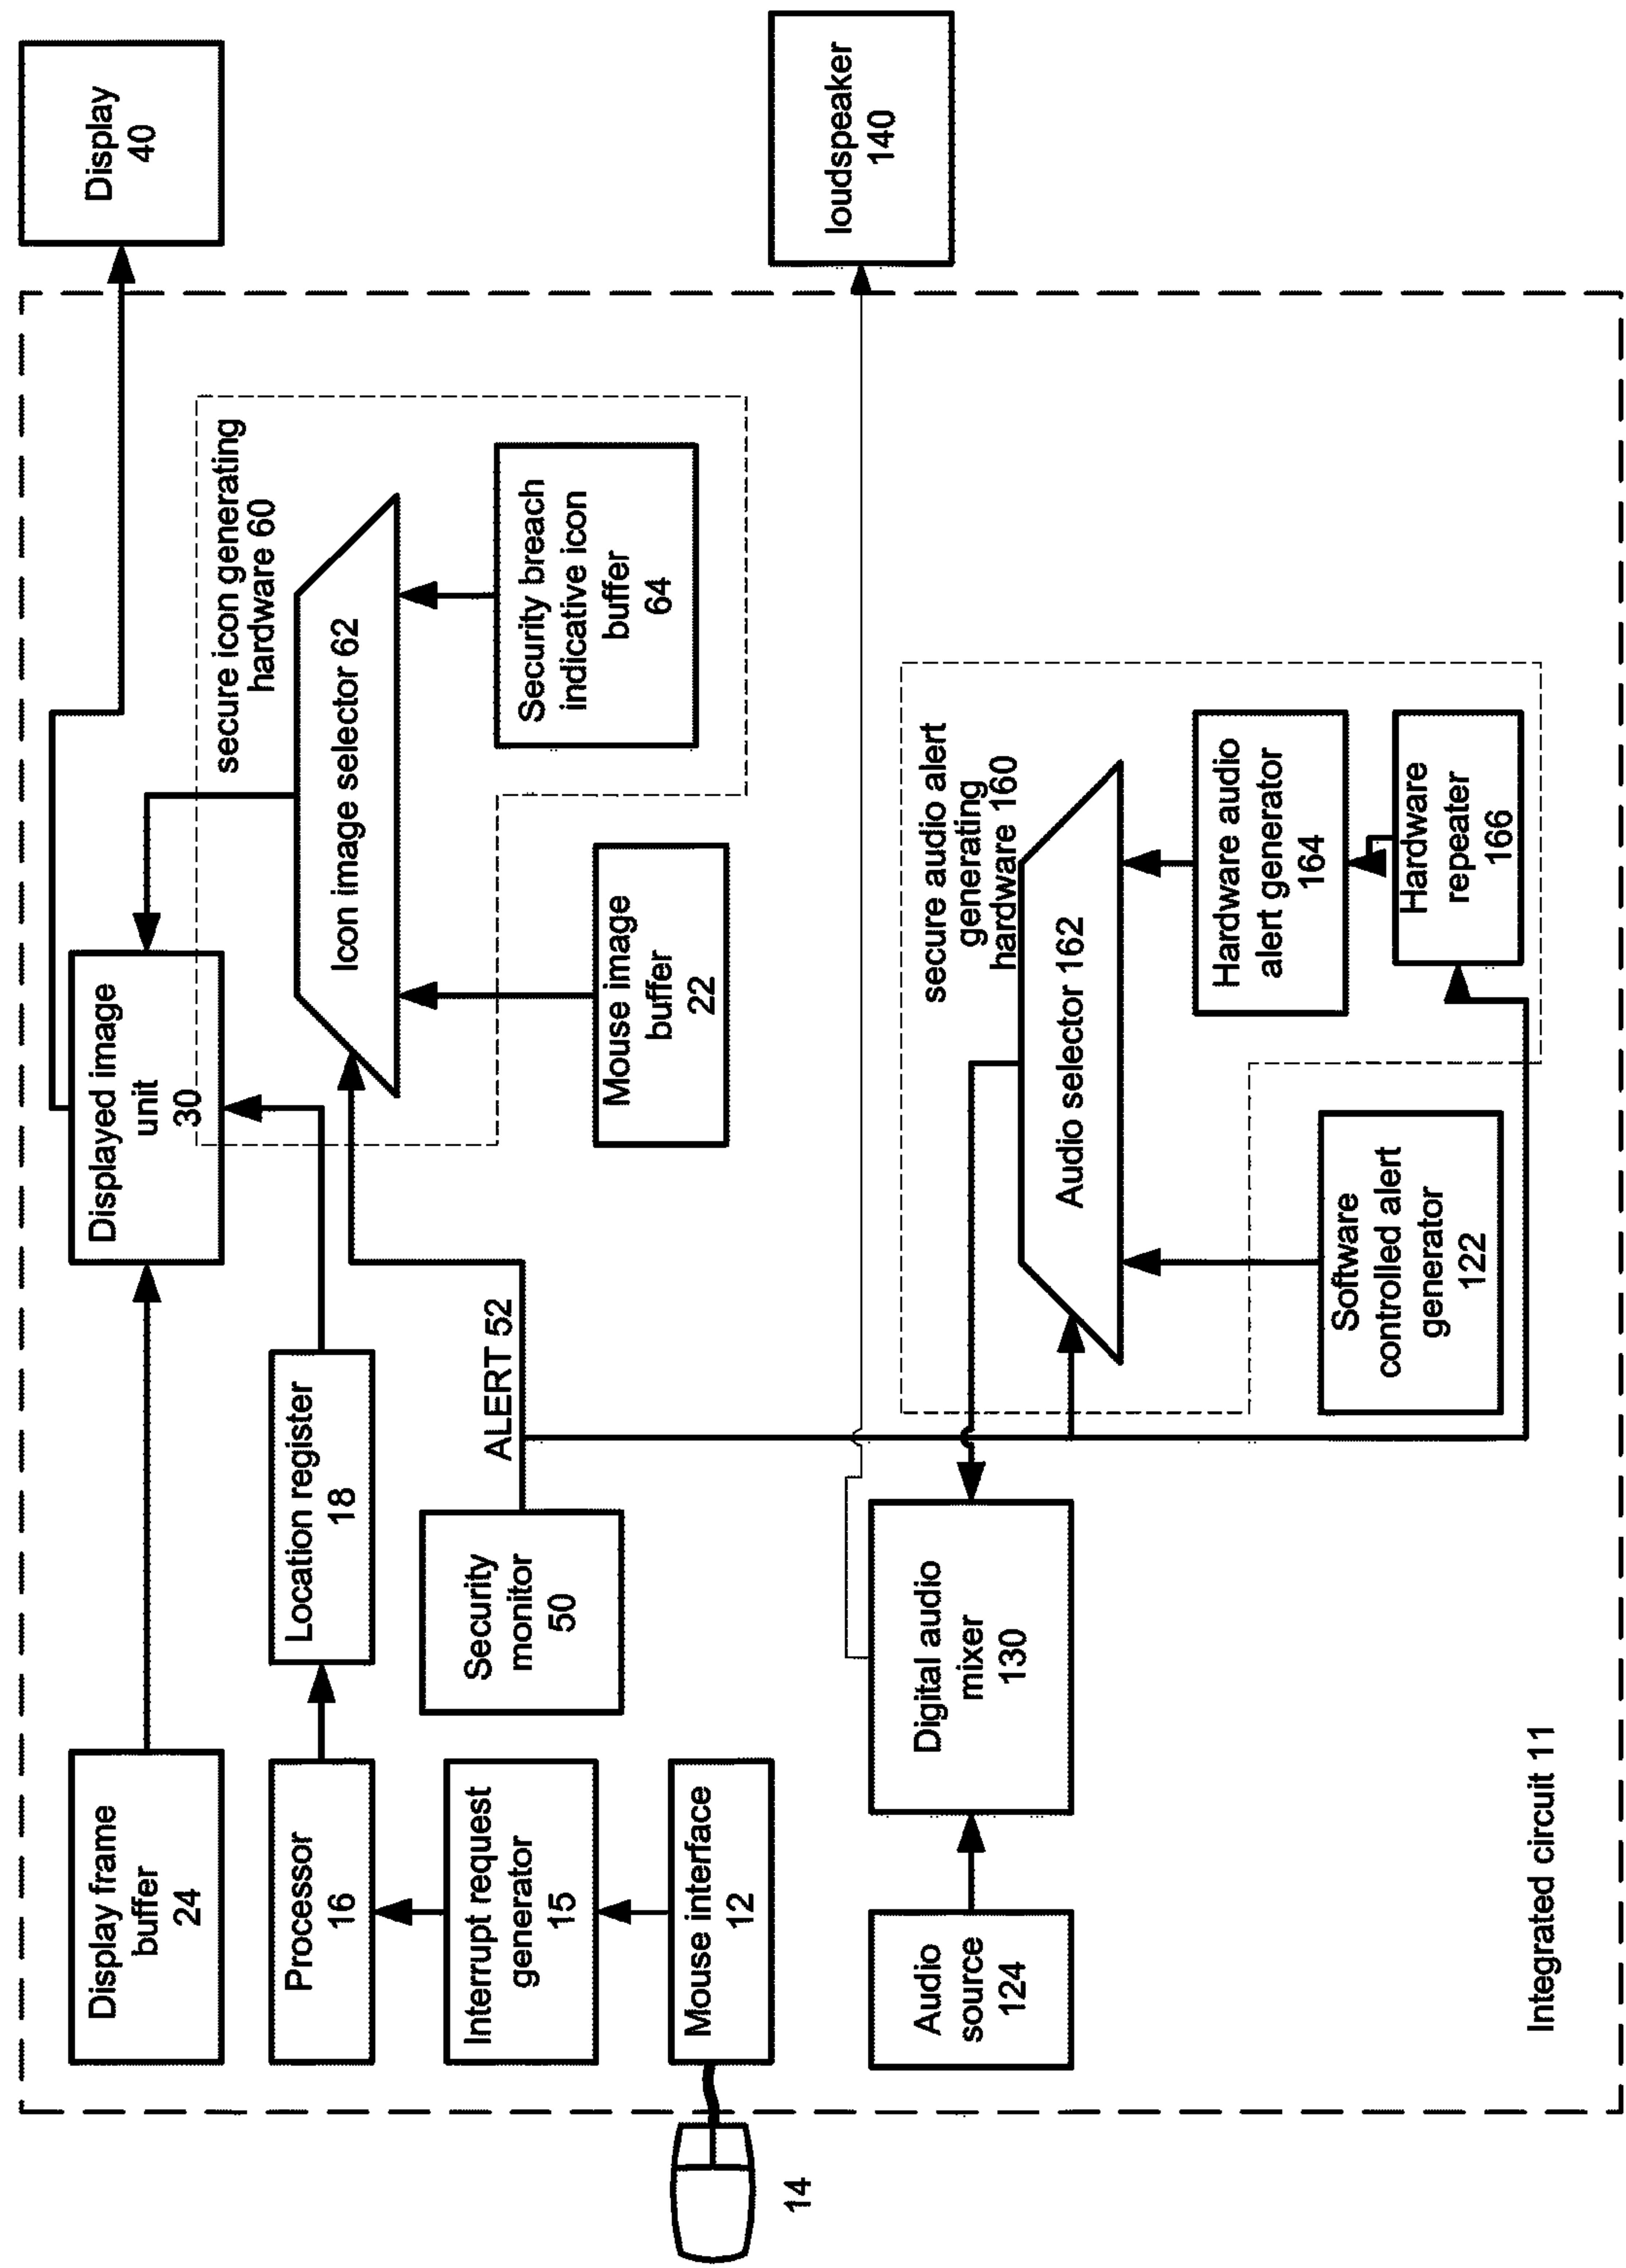 Display frame
buffer
24
Displayed image
unit
30
Display
40
Processor
16
Location register
18
secure icon generating
hardware 60
Icon image selector 62
Interrupt request
generator
15
Security
monitor
50
ALERT 52
Security breach
indicative icon
buffer
64
Mouse interface
12
Mouse image
buffer
22
14
loudspeaker
140
Audio
source
124
Digital audio
mixer
130
secure audio alert
generating
hardware 160
Audio selector 162
Hardware audio
alert generator
164
Software
controlled alert
generator
122
Hardware
repeater
166
Integrated circuit 11